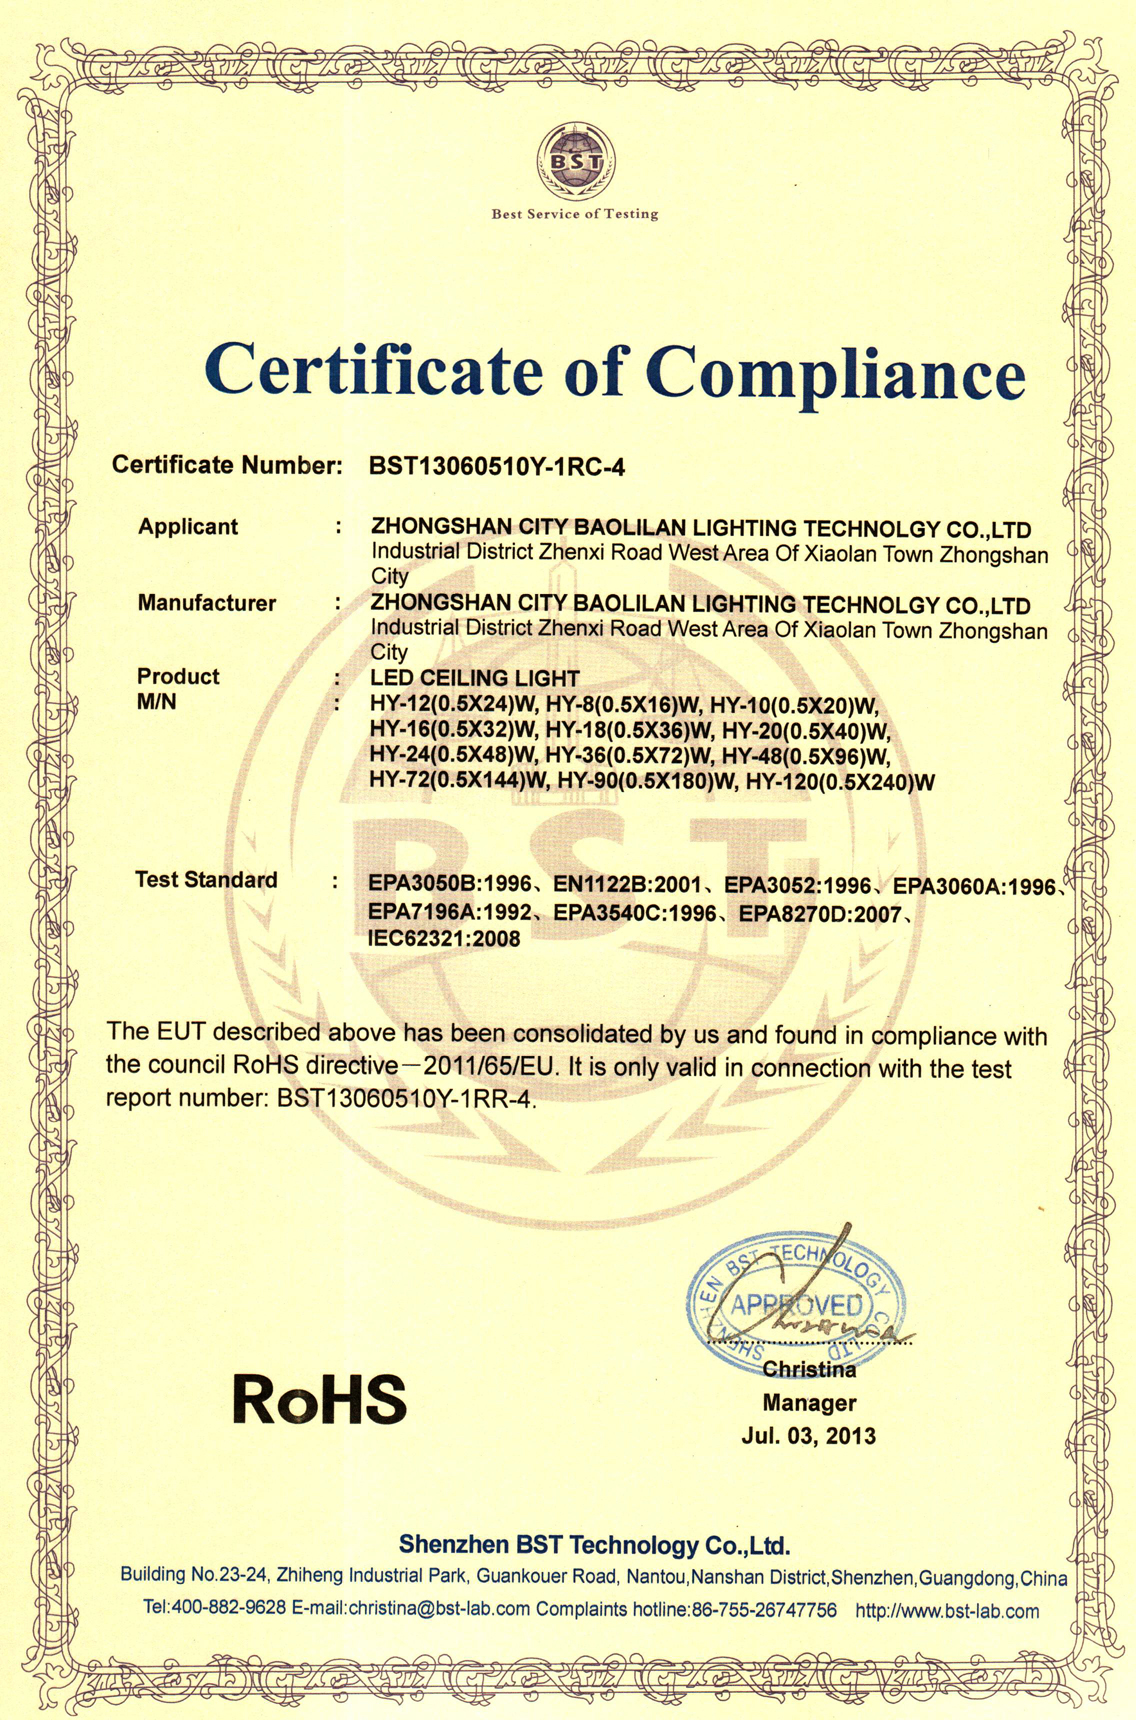 BST
Best Service of Testing
Certificate of Compliance
Certificate Number: BST13060510Y-1RC-4
Applicant : ZHONGSHAN CITY BAOLILAN LIGHTING TECHNOLGY CO.,LTD
Industrial District Zhenxi Road West Area Of Xiaolan Town Zhongshan
City
Manufacturer : ZHONGSHAN CITY BAOLILAN LIGHTING TECHNOLGY CO.,LTD
Industrial District Zhenxi Road West Area Of Xiaolan Town Zhongshan
City
Product : LED CEILING LIGHT
M/N : HY-12(0.5X24)W, HY-8(0.5X16)W, HY-10(0.5X20)W,
HY-16(0.5X32)W, HY-18(0.5X36)W, HY-20(0.5X40)W,
HY-24(0.5X48)W, HY-36(0.5X72)W, HY-48(0.5X96)W,
HY-72(0.5X144)W, HY-90(0.5X180)W, HY-120(0.5X240)W
BST
Test Standard : EPA3050B:1996、EN1122B:2001、EPA3052:1996、EPA3060A:1996、
EPA7196A:1992、EPA3540C:1996、EPA8270D:2007、
IEC62321:2008
The EUT described above has been consolidated by us and found in compliance with
the council RoHS directive—2011/65/EU. It is only valid in connection with the test
report number: BST13060510Y-1RR-4.
SHENZHEN BST TECHNOLOGY CO.,LTD
APPROVED
Christina
Christina
Manager
Jul. 03, 2013
RoHS
Shenzhen BST Technology Co.,Ltd.
Building No.23-24, Zhiheng Industrial Park, Guankouer Road, Nantou,Nanshan District,Shenzhen,Guangdong,China
Tel:400-882-9628 E-mail:christina@bst-lab.com Complaints hotline:86-755-26747756 http://www.bst-lab.com